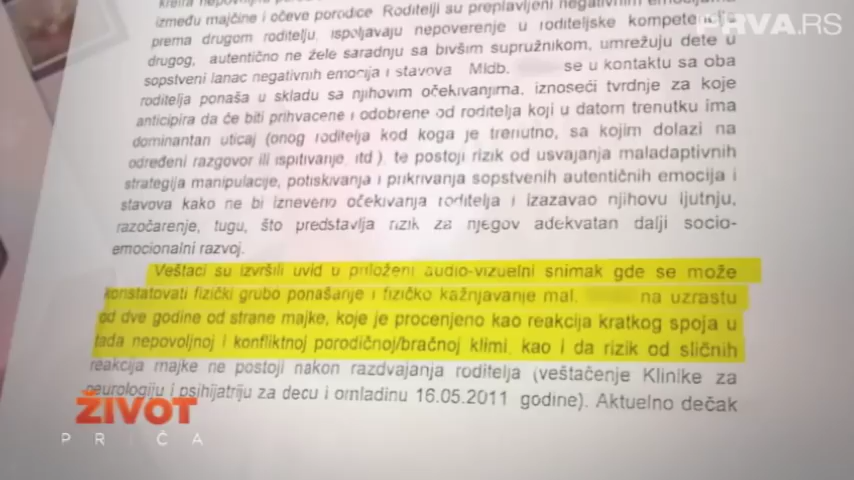 između majčine i očeve porodice Roditelji su preplavljeni negativnim
PRVA.RS
prema drugom roditelju, ispoljavaju nepoverenje u roditeljske
drugog, autentično ne žele saradnju sa bivšim supružnikom, umrežuju dete u
sopstveni lanac negativnih emocija i stavova Mldb. se u kontaktu sa oba
roditelja ponaša u skladu sa njihovim očekivanjima, iznoseći tvrdnje za koje
anticipira da će biti prihvacene i odobrene od roditelja koji u datom trenutku ima
dominantan uticaj (onog roditelja kod koga je trenutno, sa kojim dolazi na
određeni razgovor ili ispitivanje, itd ), te postoji rizik od usvajanja maladaptivnih
strategija manipulacije, potiskivanja i prikrivanja sopstvenih autentičnih emocija i
stavova kako ne bi izneveno očekivanja roditelja i izazavao njihovu ljutnju,
razočarenje, tugu, što predstavlja rizik za njegov adekvatan dalji socio-
emocionalni razvoj.
Veštaci su izvršili uvid u priloženi audio-vizuelni snimak gde se može
konstatovati fizički grubo ponašanje i fizičko kažnjavanje mal. na uzrastu
od dve godine od strane majke, koje je procenjeno kao reakcija kratkog spoja u
tada nepovoljnoj i konfliktnoj porodičnoj/bračnoj klimi, kao i da rizik od sličnih
reakcija majke ne postoji nakon razdvajanja roditelja (veštačenje Klinike za
neurologiju i psihijatriju za decu i omladinu 16.05.2011 godine). Aktuelno dečak
ŽIVOT
PRIČA